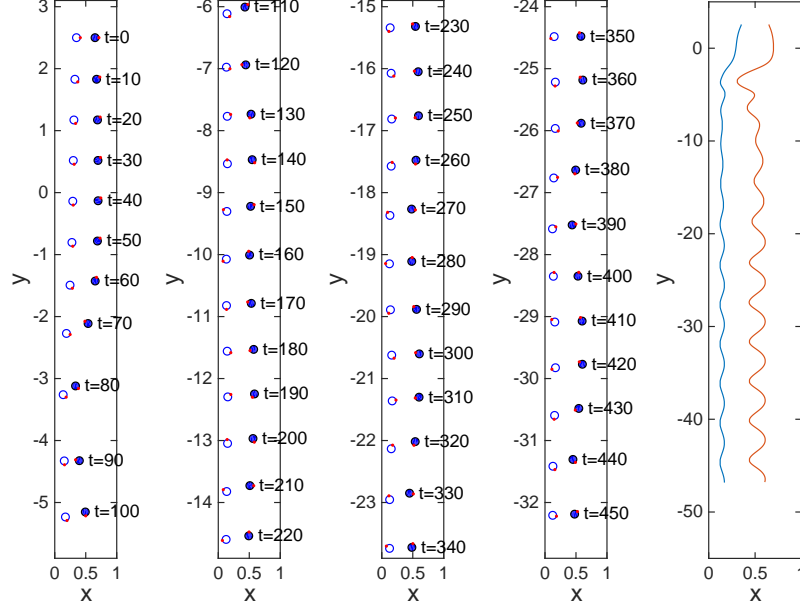 3
2
1
0
-1
-2
-3
-4
-5
t=0
t=10
t=20
t=30
t=40
t=50
t=60
t=70
t=80
t=90
t=100
0 0.5 1
x
y
-6
-7
-8
-9
-10
-11
-12
-13
-14
t=110
t=120
t=130
t=140
t=150
t=160
t=170
t=180
t=190
t=200
t=210
t=220
0 0.5 1
x
y
-15
-16
-17
-18
-19
-20
-21
-22
-23
t=230
t=240
t=250
t=260
t=270
t=280
t=290
t=300
t=310
t=320
t=330
t=340
0 0.5 1
x
y
-24
-25
-26
-27
-28
-29
-30
-31
-32
t=350
t=360
t=370
t=380
t=390
t=400
t=410
t=420
t=430
t=440
t=450
0 0.5 1
x
y
0
-10
-20
-30
-40
-50
0 0.5 1
x
y